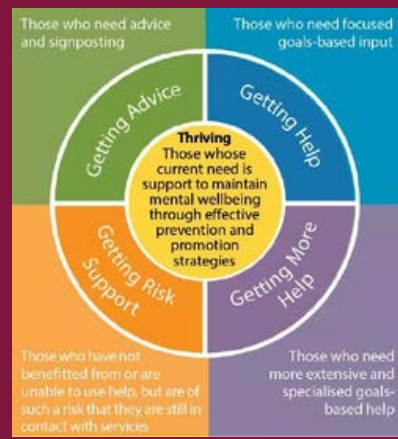 Those who need advice
and signposting
Those who need focused
goals-based input
Getting Advice
Getting Help
Thriving
Those whose
current need is
support to maintain
mental wellbeing
through effective
prevention and
promotion
strategies
Getting Risk
Support
Getting More
Help
Those who have not
benefitted from or are
unable to use help, but are of
such a risk that they are still in
contact with services
Those who need
more extensive and
specialised goals-
based help